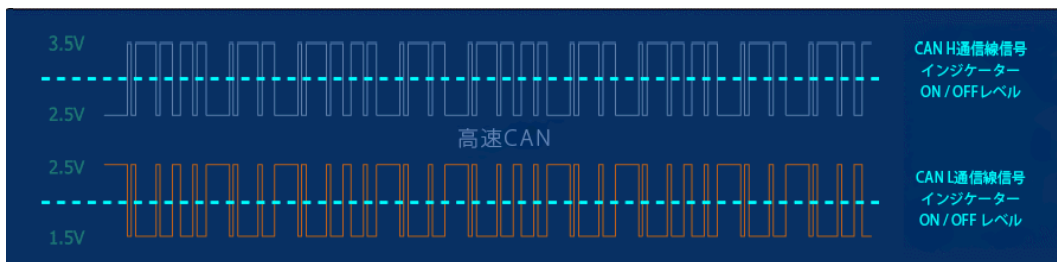 3.5V
CAN H通信線信号
インジケーター
ON / OFFレベル
2.5V
高速CAN
2.5V
CAN L通信線信号
インジケーター
ON / OFF レベル
1.5V